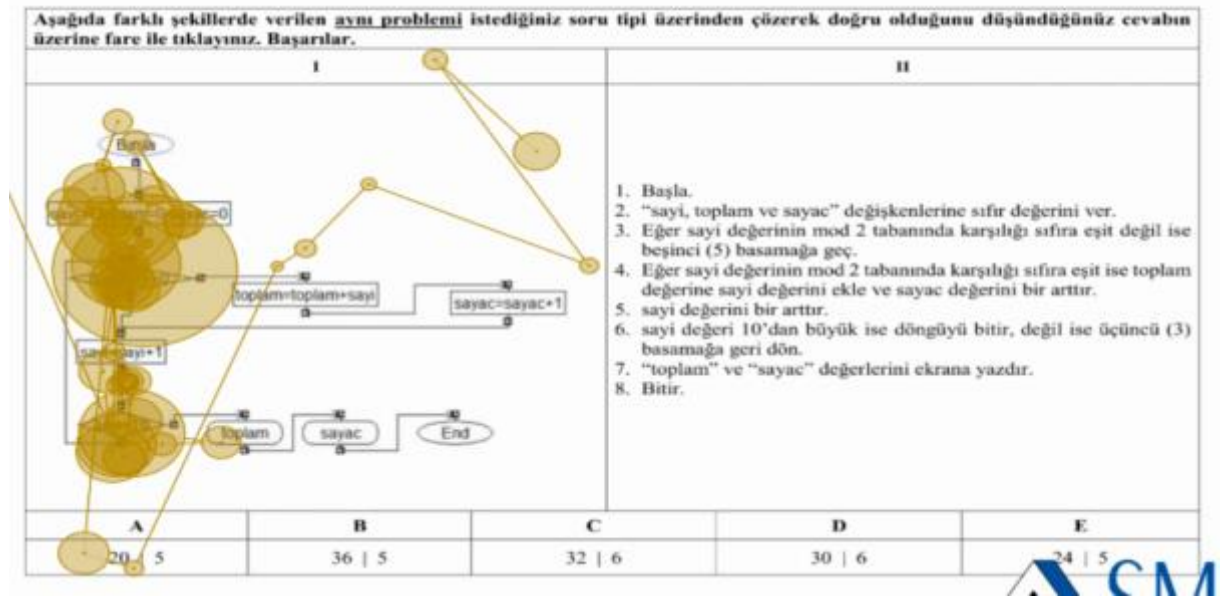 Aşağıda farklı şekillerde verilen aynı problemi istediğiniz soru tipi üzerinden çözerek doğru olduğunu düşündüğünüz cevabın
üzerine fare ile tıklayınız. Başarılar.
I
II
1. Başla.
2. “sayi, toplam ve sayac” değişkenlerine sıfır değerini ver.
3. Eğer sayi değerinin mod 2 tabanında karşılığı sıfıra eşit değil ise
beşinci (5) basamağa geç.
4. Eğer sayi değerinin mod 2 tabanında karşılığı sıfıra eşit ise toplam
değerine sayi değerini ekle ve sayac değerini bir arttır.
5. sayi değerini bir arttır.
6. sayi değeri 10’dan büyük ise döngüyü bitir, değil ise üçüncü (3)
basamağa geri dön.
7. “toplam” ve “sayac” değerlerini ekrana yazdır.
8. Bitir.
toplam=toplam+sayi
sayac=sayac+1
toplam
sayac
End
A B C D E
20 | 5 36 | 5 32 | 6 30 | 6 24 | 5
SM